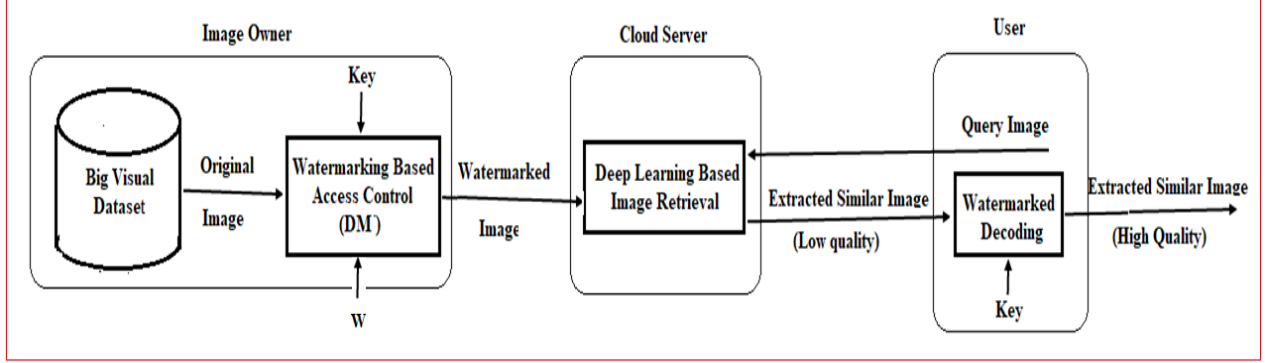 Image Owner
Cloud Server
User
Key
Big Visual
Dataset
Original
Image
Watermarking Based
Access Control
(DM)
W
Watermarked
Image
Deep Learning Based
Image Retrieval
Query Image
Extracted Similar Image
(Low quality)
Watermarked
Decoding
Key
Extracted Similar Image
(High Quality)